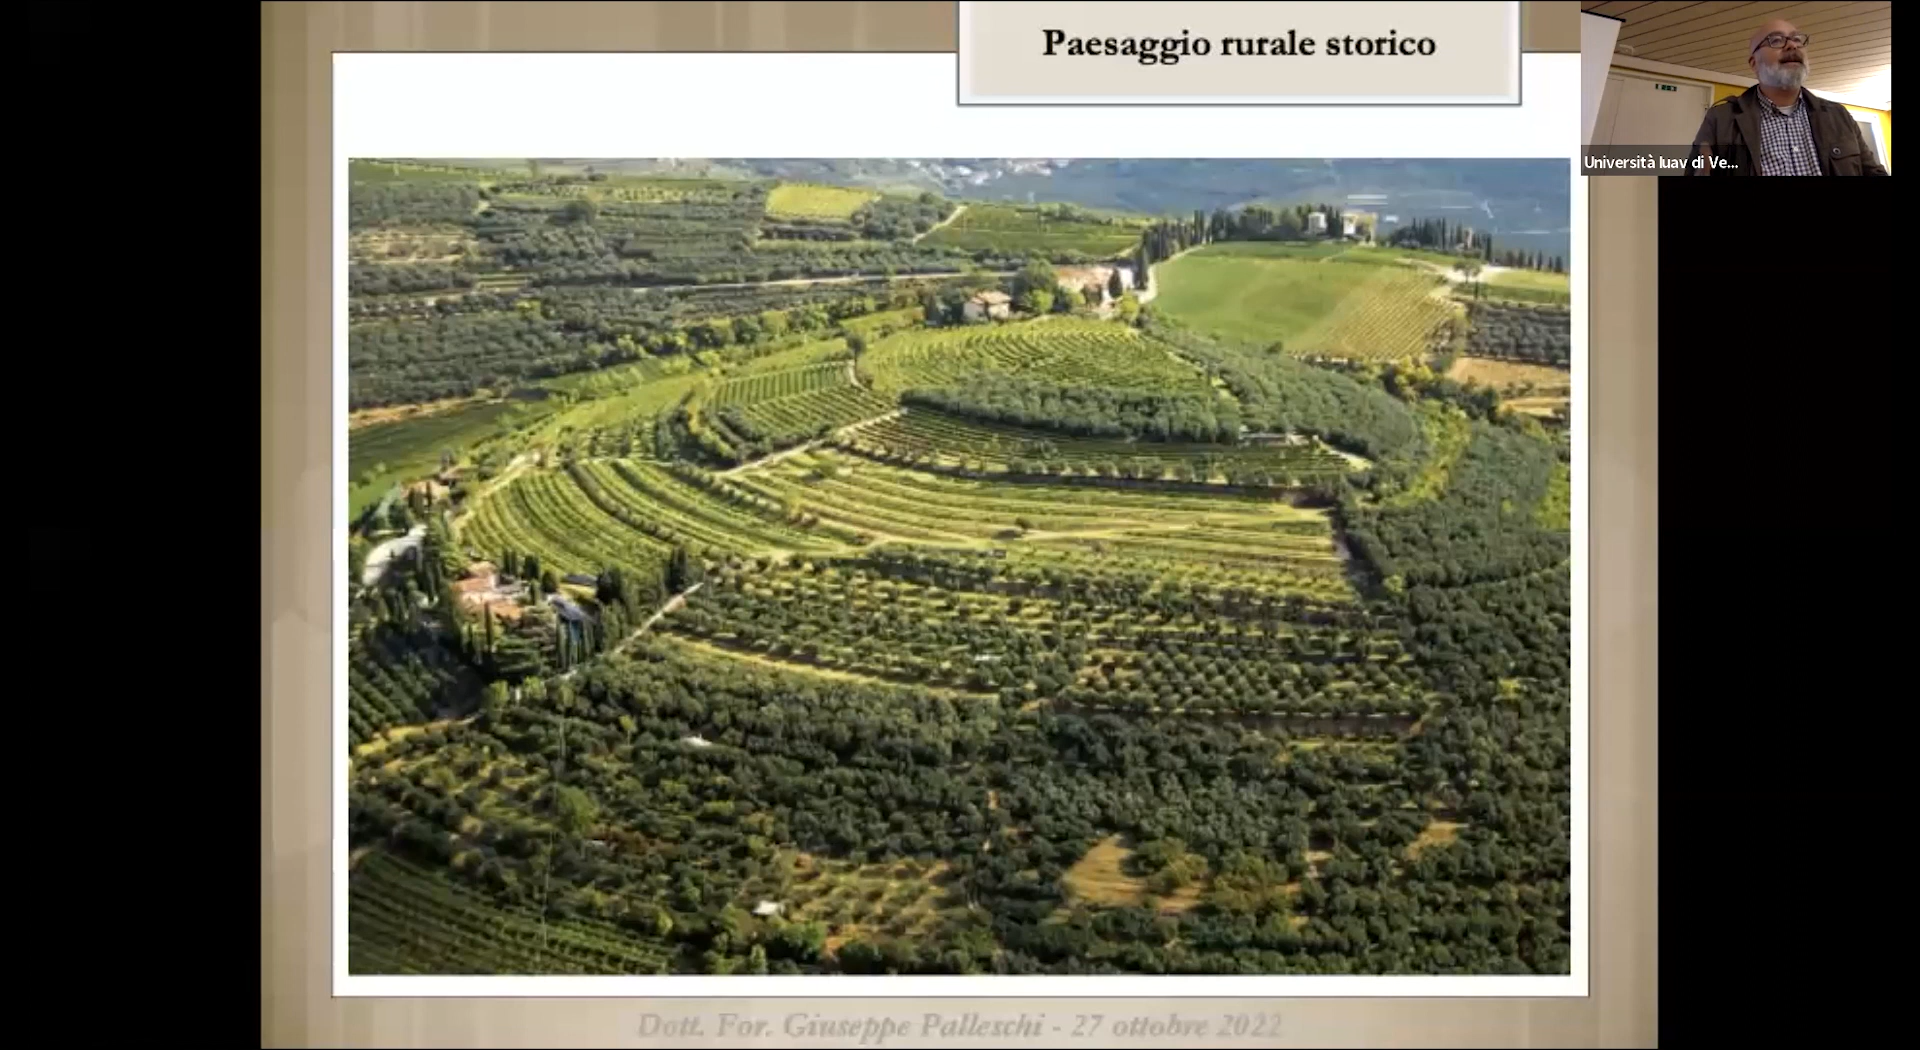 Paesaggio rurale storico
Università Iuav di Ve...
Dott. For. Giuseppe Palleschi - 27 ottobre 2022